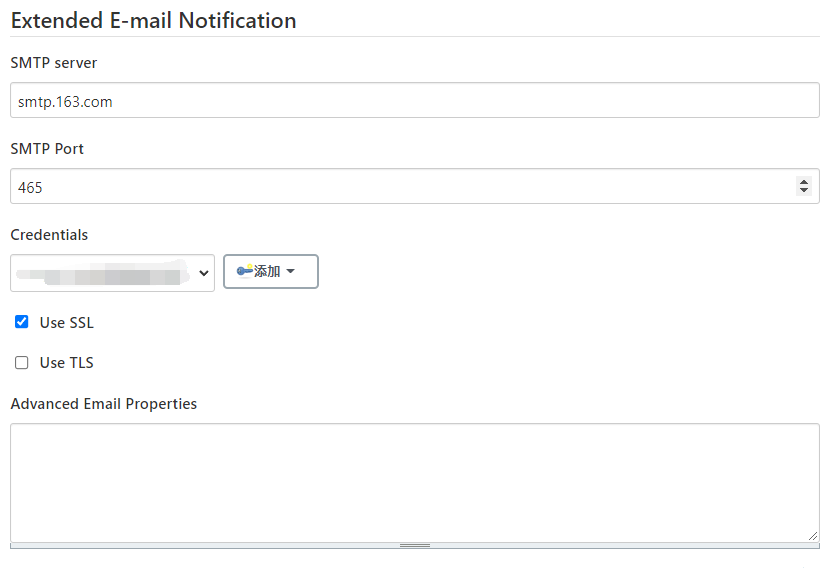 Extended E-mail Notification
SMTP server
smtp.163.com
SMTP Port
465
Credentials
添加
Use SSL
Use TLS
Advanced Email Properties